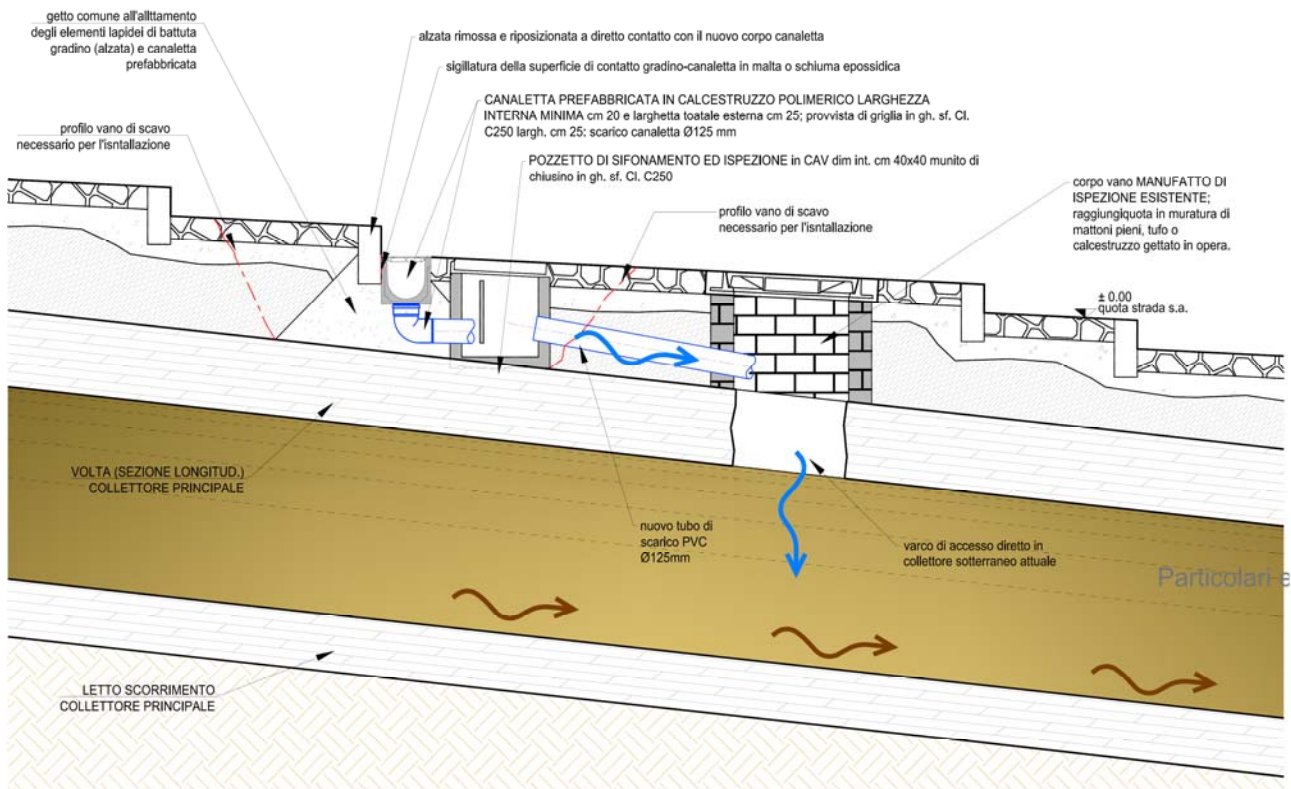 getto comune all'allttamento
degli elementi lapidei di battuta
gradino (alzata) e canaletta
prefabbricata
alzata rimossa e riposizionata a diretto contatto con il nuovo corpo canaletta
sigillatura della superficie di contatto gradino-canaletta in malta o schiuma epossidica
CANALETTA PREFABBRICATA IN CALCESTRUZZO POLIMERICO LARGHEZZA
INTERNA MINIMA cm 20 e larghetta toatale esterna cm 25; provvista di griglia in gh. sf. Cl.
C250 largh. cm 25: scarico canaletta Ø125 mm
profilo vano di scavo
necessario per l'isntallazione
POZZETTO DI SIFONAMENTO ED ISPEZIONE in CAV dim int. cm 40x40 munito di
chiusino in gh. sf. Cl. C250
profilo vano di scavo
necessario per l'isntallazione
corpo vano MANUFATTO DI
ISPEZIONE ESISTENTE;
raggiungiquota in muratura di
mattoni pieni, tufo o
calcestruzzo gettato in opera.
± 0.00
quota strada s.a.
VOLTA (SEZIONE LONGITUD.)
COLLETTORE PRINCIPALE
nuovo tubo di
scarico PVC
Ø125mm
varco di accesso diretto in
collettore sotterraneo attuale
Particolari e
LETTO SCORRIMENTO
COLLETTORE PRINCIPALE